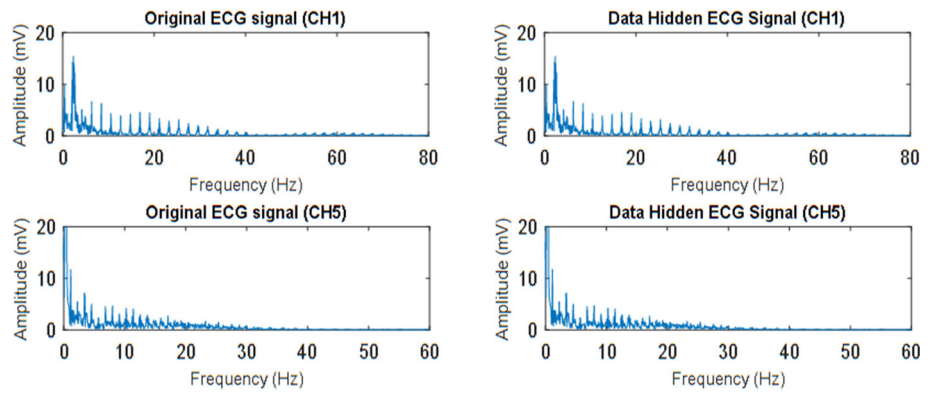 Original ECG signal (CH1)
Amplitude (mV)
20
10
0
0 20 40 60 80
Frequency (Hz)
Data Hidden ECG Signal (CH1)
Amplitude (mV)
20
10
0
0 20 40 60 80
Frequency (Hz)
Original ECG signal (CH5)
Amplitude (mV)
20
10
0
0 10 20 30 40 50 60
Frequency (Hz)
Data Hidden ECG Signal (CH5)
Amplitude (mV)
20
10
0
0 10 20 30 40 50 60
Frequency (Hz)